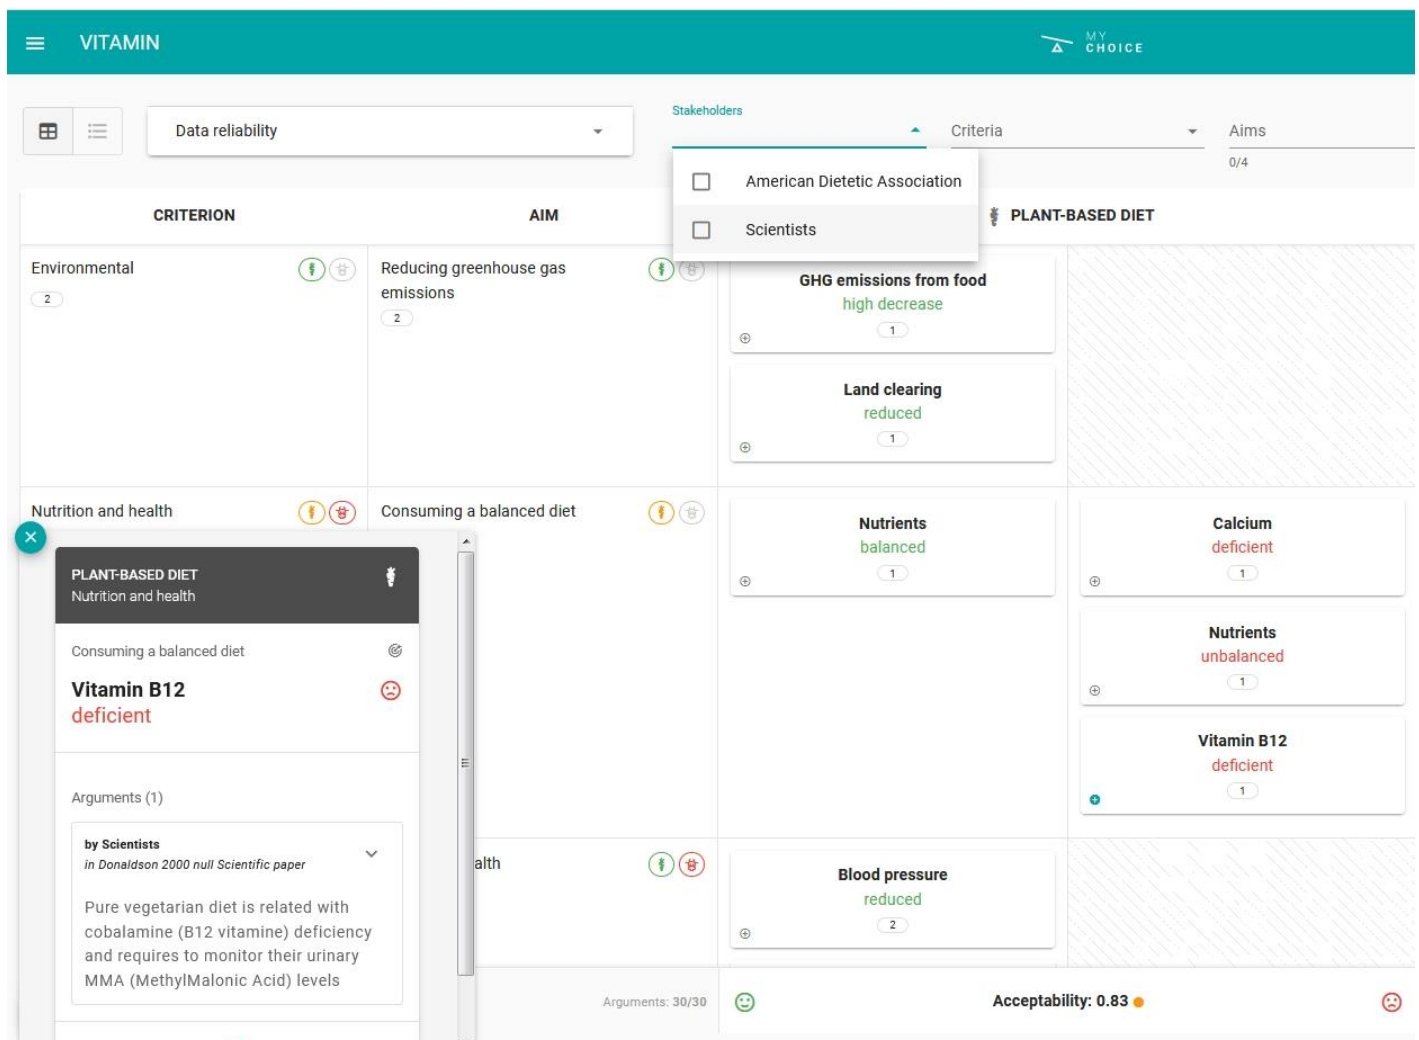 VITAMIN
MY
CHOICE
Data reliability
Stakeholders
Criteria
Aims
0/4
American Dietetic Association
Scientists
CRITERION
AIM
PLANT-BASED DIET
Environmental
2
Reducing greenhouse gas
emissions
2
GHG emissions from food
high decrease
1
Land clearing
reduced
1
Nutrition and health
Consuming a balanced diet
Nutrients
balanced
1
Calcium
deficient
1
Nutrients
unbalanced
1
Vitamin B12
deficient
1
PLANT-BASED DIET
Nutrition and health
Consuming a balanced diet
Vitamin B12
deficient
Arguments (1)
by Scientists
in Donaldson 2000 null Scientific paper
Pure vegetarian diet is related with
cobalamine (B12 vitamine) deficiency
and requires to monitor their urinary
MMA (MethylMalonic Acid) levels
alth
Blood pressure
reduced
2
Arguments: 30/30
Acceptability: 0.83